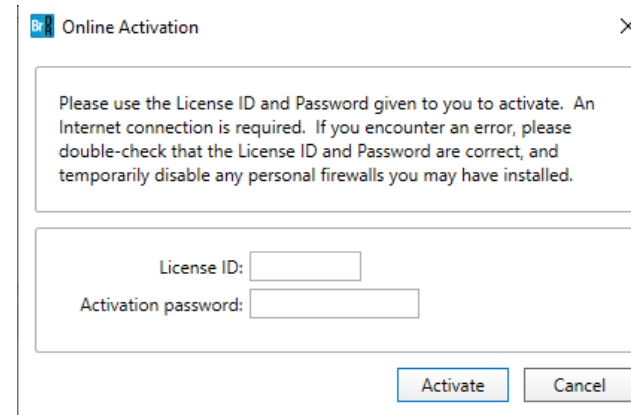 BrDR Online Activation
Please use the License ID and Password given to you to activate. An
Internet connection is required. If you encounter an error, please
double-check that the License ID and Password are correct, and
temporarily disable any personal firewalls you may have installed.
License ID:
Activation password:
Activate Cancel